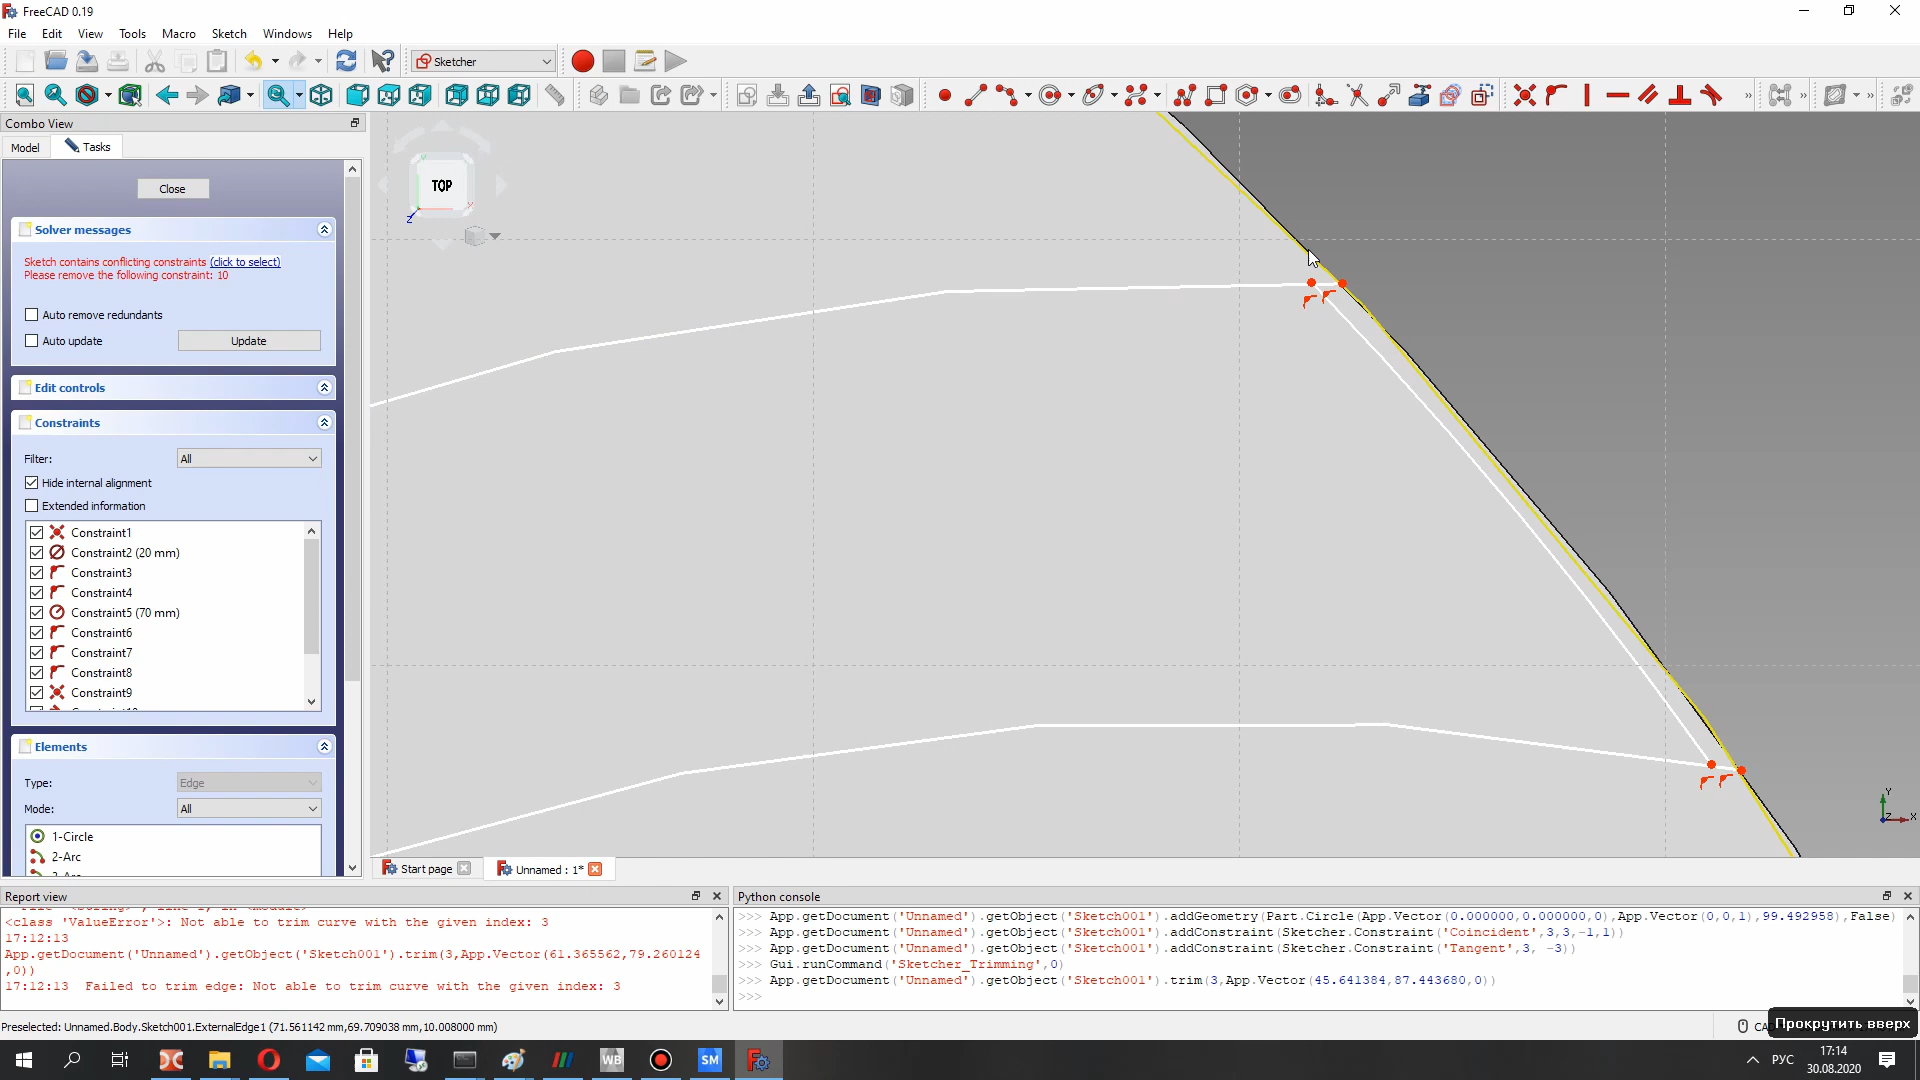 FreeCAD 0.19
File Edit View Tools Macro Sketch Windows Help
Sketcher
Combo View
Model Tasks
Close
Solver messages
Sketch contains conflicting constraints (click to select)
Please remove the following constraint: 10
Auto remove redundants
Auto update Update
Edit controls
Constraints
Filter: All
Hide internal alignment
Extended information
Constraint1
Constraint2 (20 mm)
Constraint3
Constraint4
Constraint5 (70 mm)
Constraint6
Constraint7
Constraint8
Constraint9
Elements
Type: Edge
Mode: All
1-Circle
2-Arc
TOP
Y
Z
X
Y
Z
X
Start page Unnamed : 1*
Report view
<class 'ValueError'>: Not able to trim curve with the given index: 3
17:12:13
App.getDocument('Unnamed').getObject('Sketch001').trim(3,App.Vector(61.365562,79.260124
,0))
17:12:13 Failed to trim edge: Not able to trim curve with the given index: 3
Python console
>>> App.getDocument('Unnamed').getObject('Sketch001').addGeometry(Part.Circle(App.Vector(0.000000,0.000000,0),App.Vector(0,0,1),99.492958),False)
>>> App.getDocument('Unnamed').getObject('Sketch001').addConstraint(Sketcher.Constraint('Coincident',3,3,-1,1))
>>> App.getDocument('Unnamed').getObject('Sketch001').addConstraint(Sketcher.Constraint('Tangent',3, -3))
>>> Gui.runCommand('Sketcher_Trimming',0)
>>> App.getDocument('Unnamed').getObject('Sketch001').trim(3,App.Vector(45.641384,87.443680,0))
>>>
Preselected: Unnamed.Body.Sketch001.ExternalEdge1 (71.561142 mm,69.709038 mm,10.008000 mm)
Прокрутить вверх
WB
SM
РУС
17:14
30.08.2020